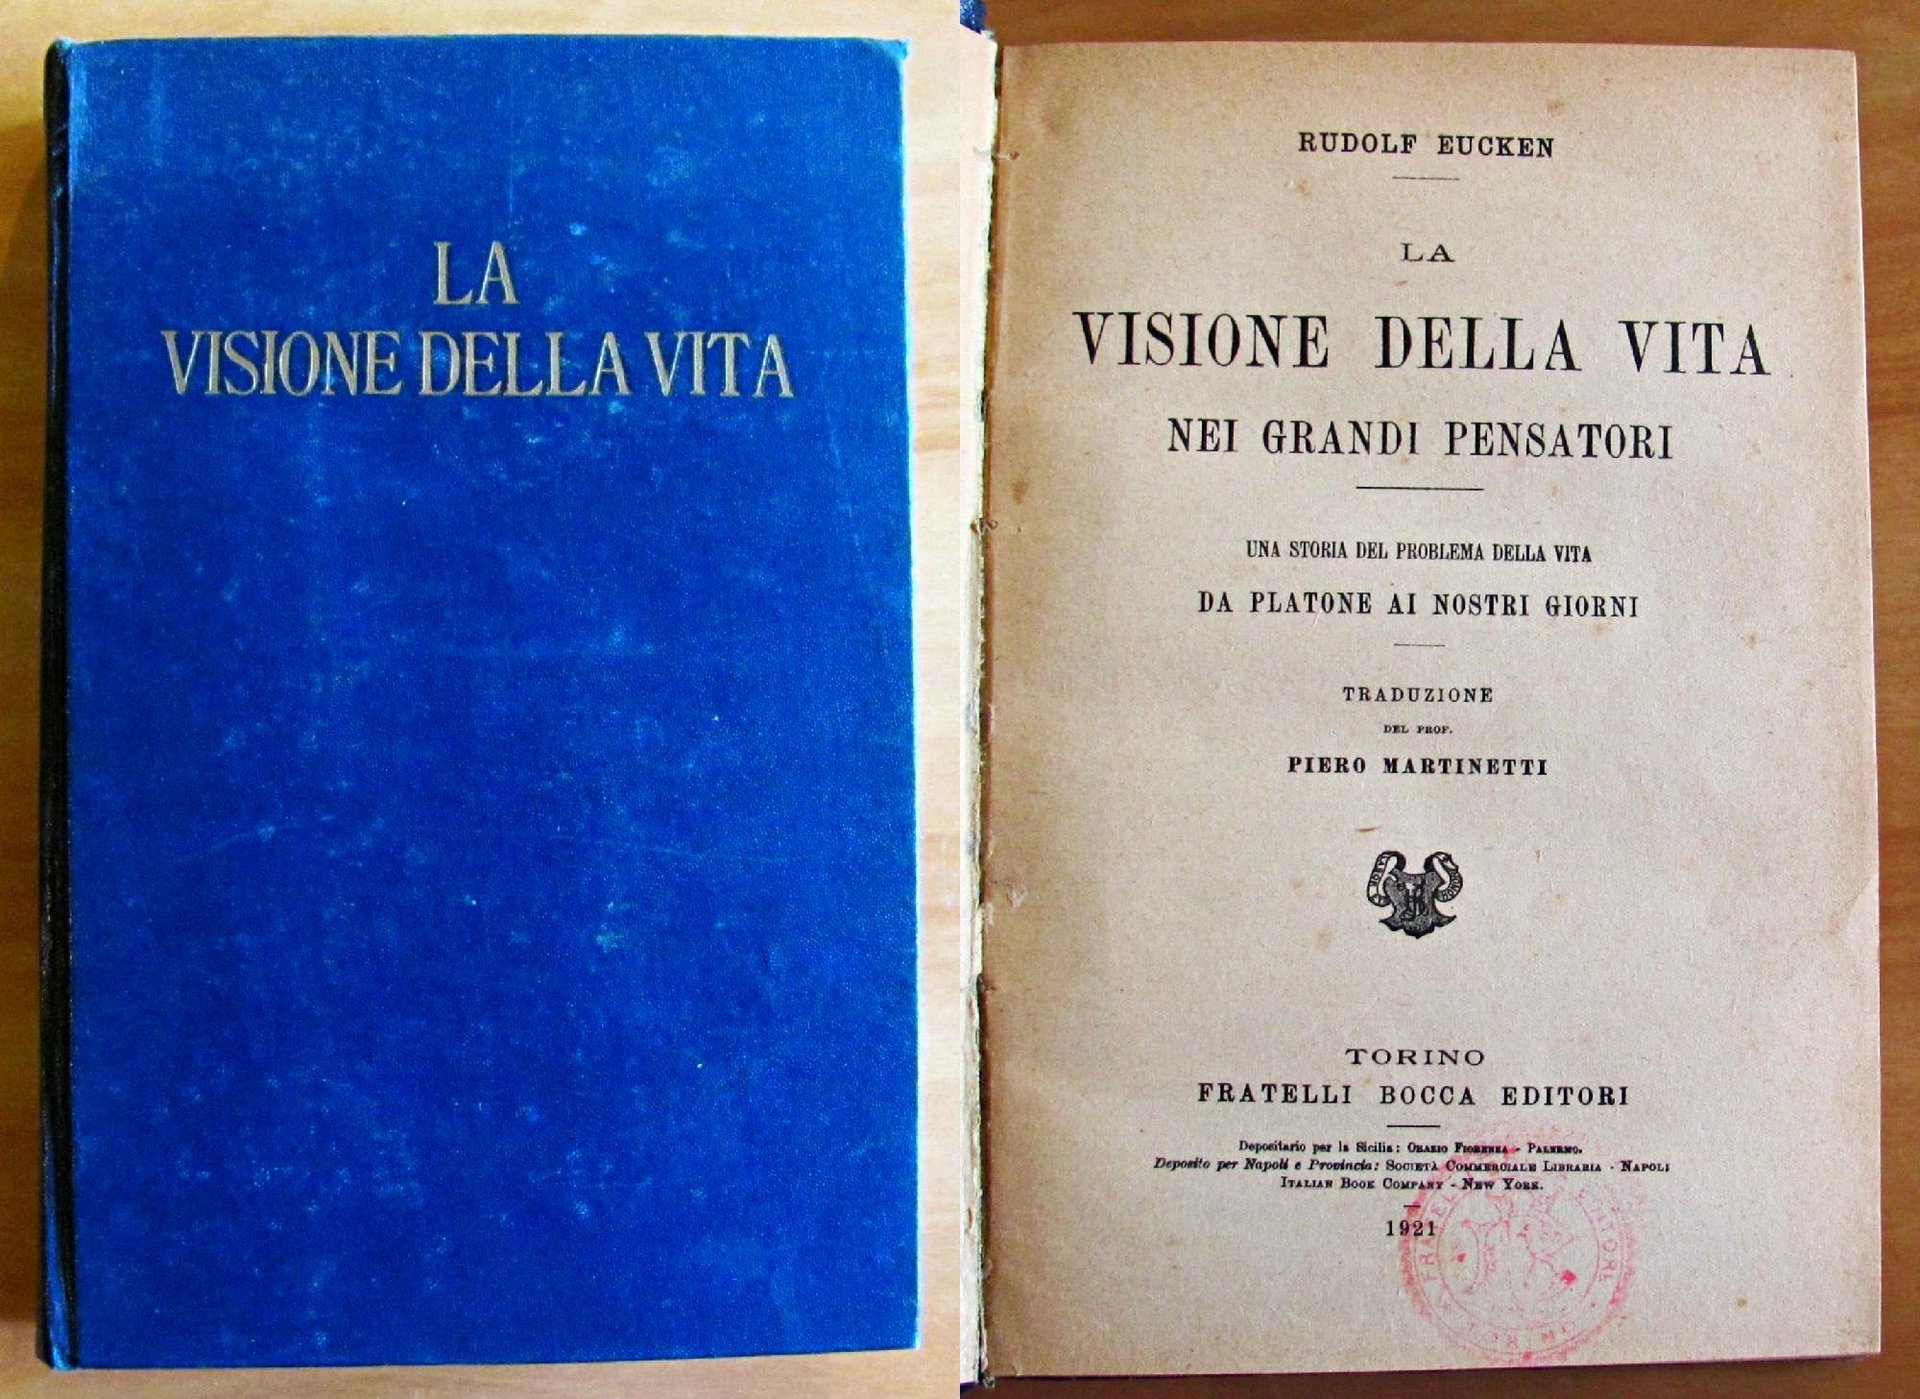 LA
VISIONE DELLA VITA
RUDOLF EUCKEN
LA
VISIONE DELLA VITA
NEI GRANDI PENSATORI
UNA STORIA DEL PROBLEMA DELLA VITA
DA PLATONE AI NOSTRI GIORNI
TRADUZIONE
DEL PROF.
PIERO MARTINETTI
TORINO
FRATELLI BOCCA EDITORI
Depositario per la Sicilia: ORAZIO FIORENZA - PALERMO.
Deposito per Napoli e Provincia: SOCIETÀ COMMERCIALE LIBRARIA - NAPOLI
ITALIAN BOOK COMPANY - NEW YORK.
1921